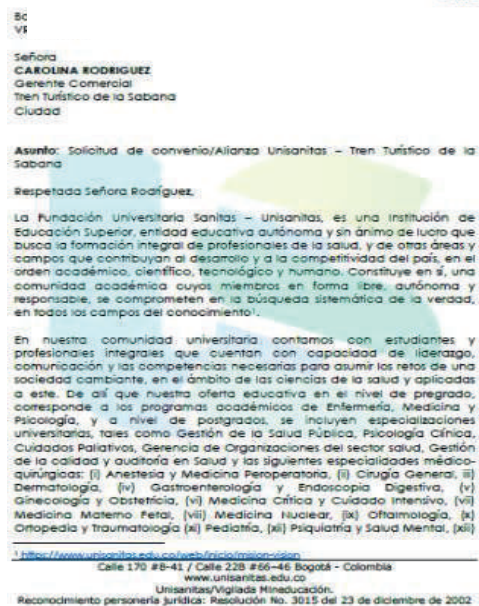 Bo
VR
Señora
CAROLINA RODRIGUEZ
Gerente Comercial
Tren Turístico de la Sabana
Ciudad
Asunto: Solicitud de convenio/Alianza Unisanitas – Tren Turístico de la
Sabana
Respetada Señora Rodríguez,
La Fundación Universitaria Sanitas – Unisanitas, es una Institución de
Educación Superior, entidad educativa autónoma y sin ánimo de lucro que
busca la formación integral de profesionales de la salud, y de otras áreas y
campos que contribuyan al desarrollo y a la competitividad del país, en el
orden académico, científico, tecnológico y humano. Constituye en sí, una
comunidad académica cuyos miembros en forma libre, autónoma y
responsable, se comprometen en la búsqueda sistemática de la verdad,
en todos los campos del conocimiento¹.
En nuestra comunidad universitaria contamos con estudiantes y
profesionales integrales que cuentan con capacidad de liderazgo,
comunicación y las competencias necesarias para asumir los retos de una
sociedad cambiante, en el ámbito de las ciencias de la salud y aplicadas
a este. De allí que nuestra oferta educativa en el nivel de pregrado,
corresponde a los programas académicos de Enfermería, Medicina y
Psicología, y a nivel de postgrados, se incluyen especializaciones
universitarias, tales como Gestión de la Salud Pública, Psicología Clínica,
Cuidados Paliativos, Gerencia de Organizaciones del sector salud, Gestión
de la calidad y auditoría en Salud y las siguientes especialidades médico-
quirúrgicas: (i) Anestesia y Medicina Peroperatoria, (ii) Cirugía General, iii)
Dermatología, (iv) Gastroenterología y Endoscopia Digestiva, (v)
Ginecología y Obstetricia, (vi) Medicina Crítica y Cuidado Intensivo, (vii)
Medicina Materno Fetal, (viii) Medicina Nuclear, (ix) Oftalmología, (x)
Ortopedia y Traumatología (xi) Pediatría, (xii) Psiquiatría y Salud Mental, (xiii)
¹ https://www.unisanitas.edu.co/web/inicio/mision-vision
Calle 170 #8-41 / Calle 22B #66-46 Bogotá - Colombia
www.unisanitas.edu.co
Unisanitas/Vigilada Mineducación.
Reconocimiento personería jurídica: Resolución No. 3015 del 23 de diciembre de 2002